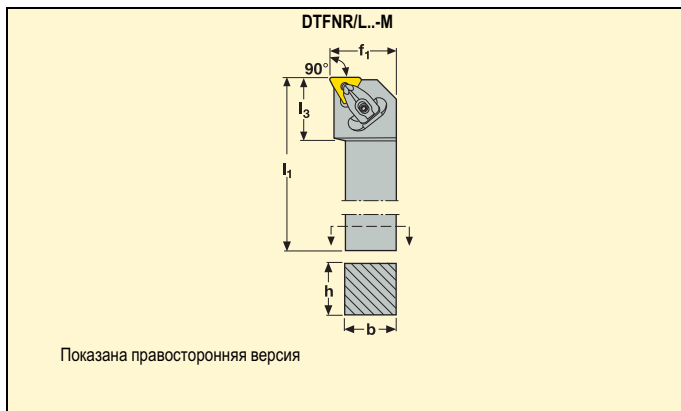 DTFNR/L..-M
f1
90°
l3
l1
h
b
Показана правосторонняя версия